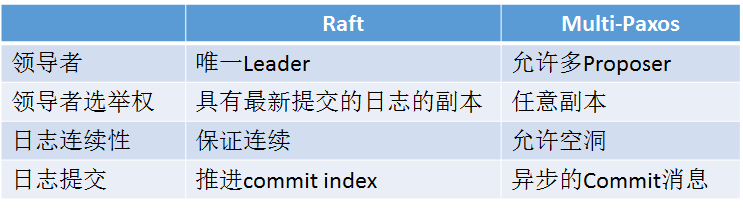 Raft Multi-Paxos
领导者 唯一Leader 允许多Proposer
领导者选举权 具有最新提交的日志的副本 任意副本
日志连续性 保证连续 允许空洞
日志提交 推进commit index 异步的Commit消息